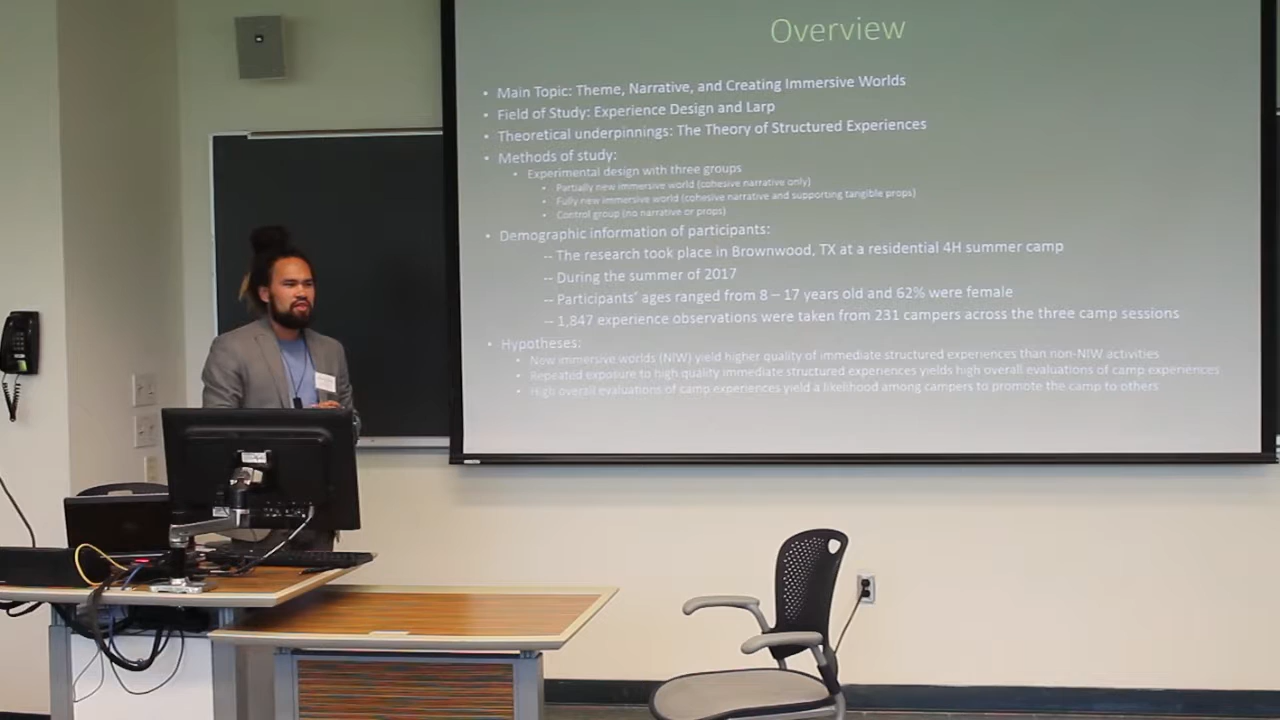 Overview
• Main Topic: Theme, Narrative, and Creating Immersive Worlds
• Field of Study: Experience Design and Larp
• Theoretical underpinnings: The Theory of Structured Experiences
• Methods of study:
• Experimental design with three groups
• Partially new immersive world (cohesive narrative only)
• Fully new immersive world (cohesive narrative and supporting tangible props)
• Control group (no narrative or props)
• Demographic information of participants:
-- The research took place in Brownwood, TX at a residential 4H summer camp
-- During the summer of 2017
-- Participants' ages ranged from 8 – 17 years old and 62% were female
-- 1,847 experience observations were taken from 231 campers across the three camp sessions
• Hypotheses:
• New immersive worlds (NIW) yield higher quality of immediate structured experiences than non-NIW activities
• Repeated exposure to high quality immediate structured experiences yields high overall evaluations of camp experiences
• High overall evaluations of camp experiences yield a likelihood among campers to promote the camp to others